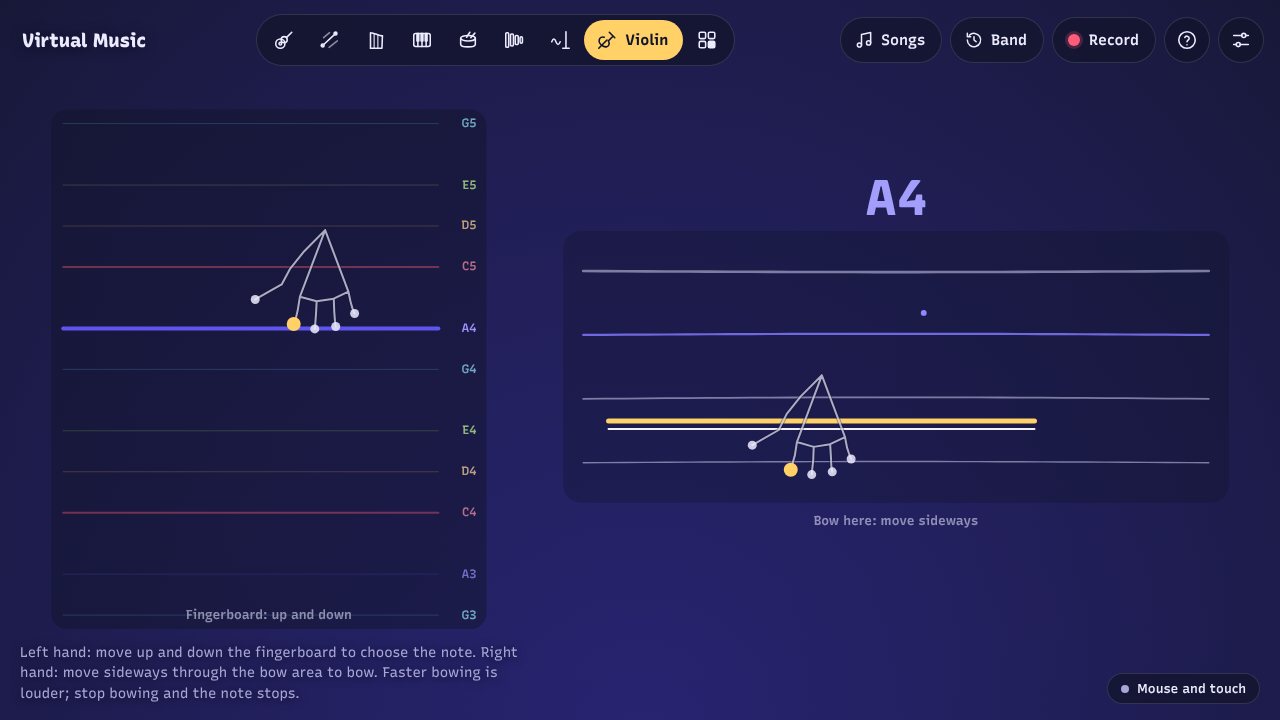 Virtual Music
Violin
Songs
Band
Record
G5
E5
D5
C5
A4
G4
E4
D4
C4
A3
G3
Fingerboard: up and down
A4
Bow here: move sideways
Left hand: move up and down the fingerboard to choose the note. Right
hand: move sideways through the bow area to bow. Faster bowing is
louder; stop bowing and the note stops.
Mouse and touch